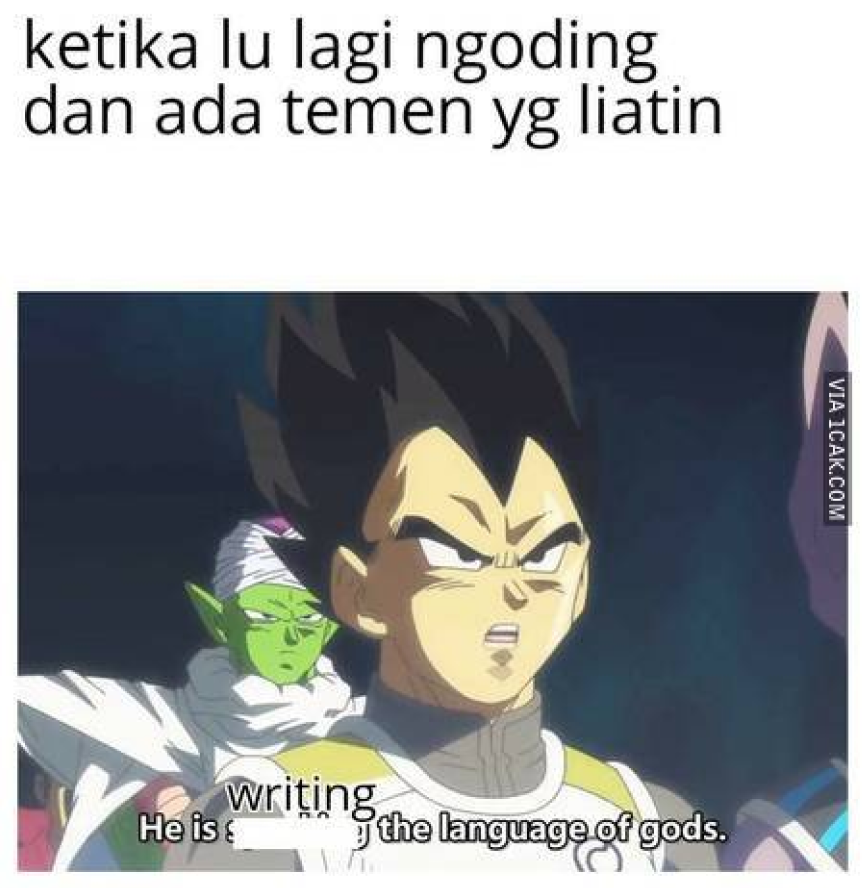 ketika lu lagi ngoding
dan ada temen yg liatin
VIA 1CAK.COM
writing
He is the language of gods.